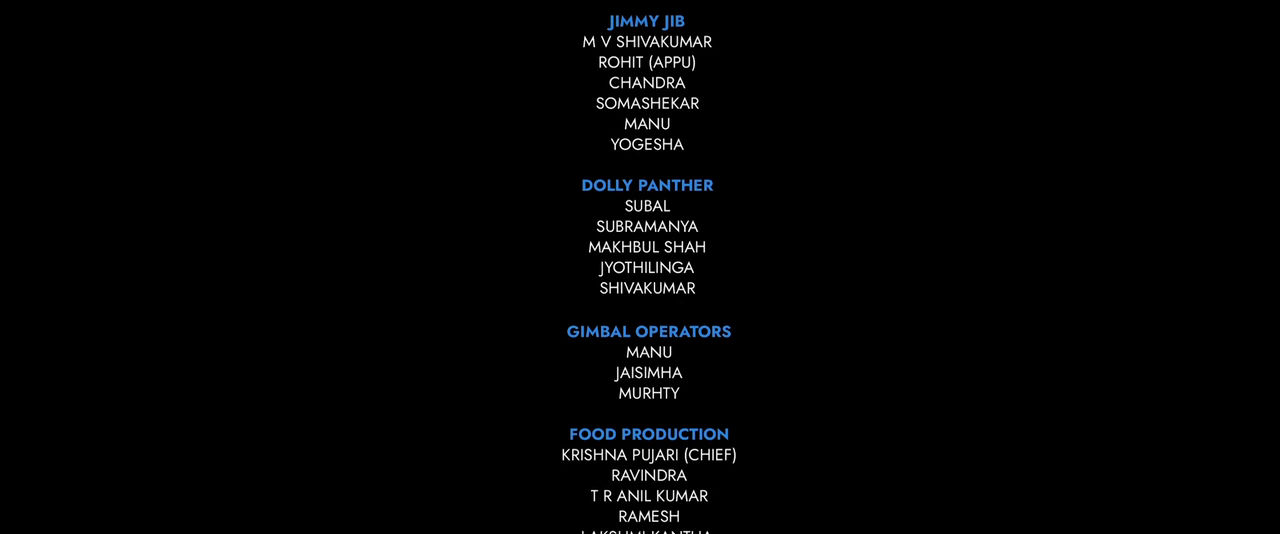 JIMMY JIB
M V SHIVAKUMAR
ROHIT (APPU)
CHANDRA
SOMASHEKAR
MANU
YOGESHA
DOLLY PANTHER
SUBAL
SUBRAMANYA
MAKHBUL SHAH
JYOTHILINGA
SHIVAKUMAR
GIMBAL OPERATORS
MANU
JAISIMHA
MURHTY
FOOD PRODUCTION
KRISHNA PUJARI (CHIEF)
RAVINDRA
T R ANIL KUMAR
RAMESH